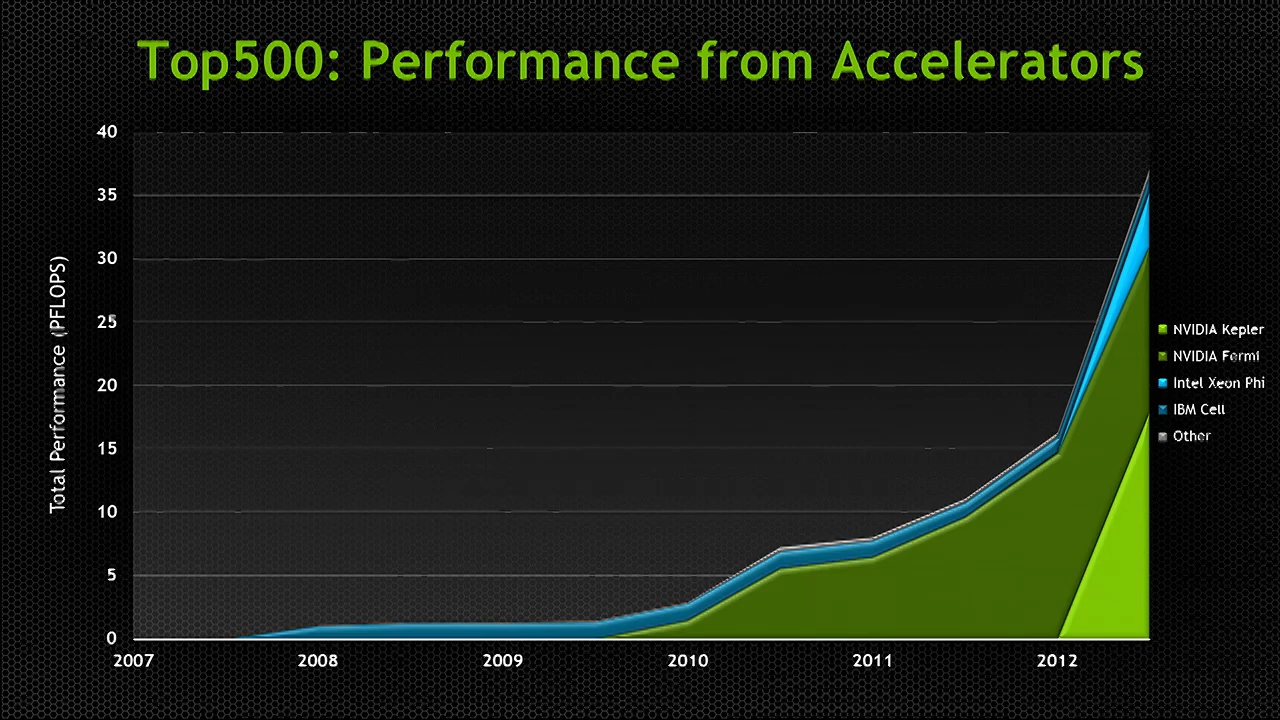 Top500: Performance from Accelerators
40
35
30
25
20
15
10
5
0
Total Performance (PFLOPS)
2007 2008 2009 2010 2011 2012
NVIDIA Kepler
NVIDIA Fermi
Intel Xeon Phi
IBM Cell
Other